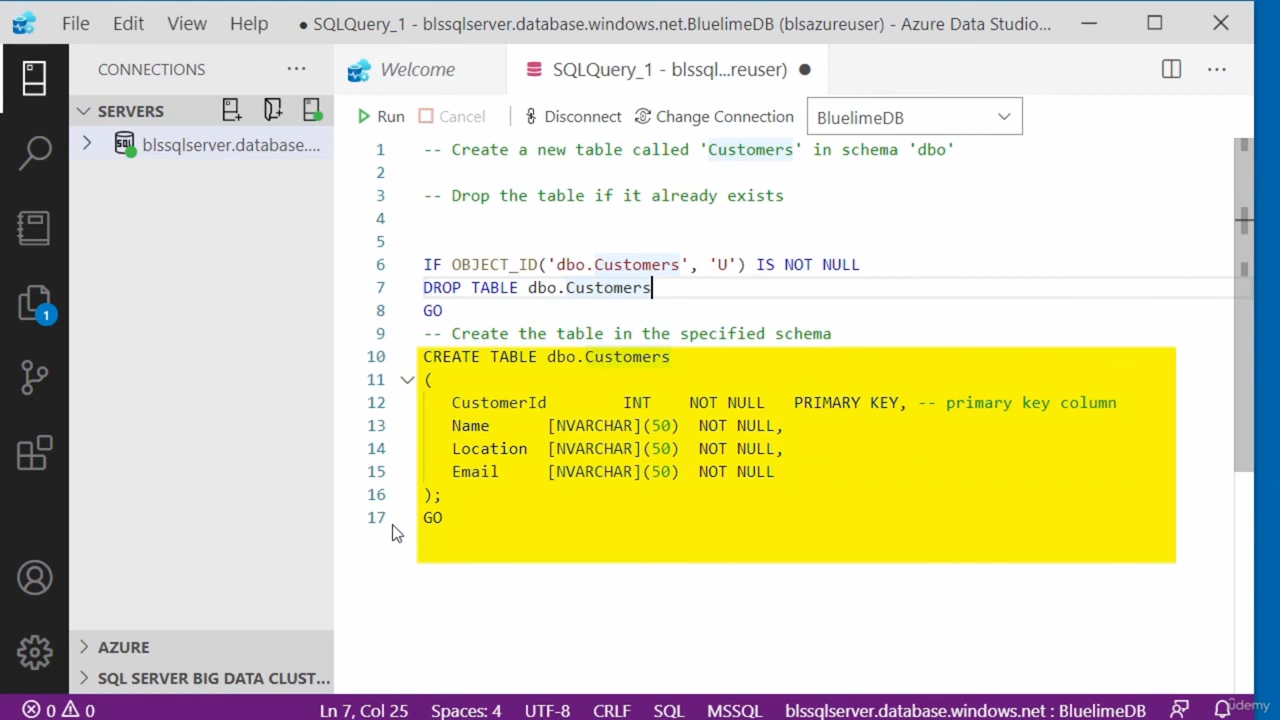 File Edit View Help ● SQLQuery_1 - blssqlserver.database.windows.net.BluelimeDB (blsazureuser) - Azure Data Studio...
CONNECTIONS
Welcome
SQLQuery_1 - blssql...reuser)
SERVERS
blssqlserver.database....
Run Cancel Disconnect Change Connection BluelimeDB
1 -- Create a new table called 'Customers' in schema 'dbo'
2
3 -- Drop the table if it already exists
4
5
6 IF OBJECT_ID('dbo.Customers', 'U') IS NOT NULL
7 DROP TABLE dbo.Customers
8 GO
9 -- Create the table in the specified schema
10 CREATE TABLE dbo.Customers
11 (
12 CustomerId INT NOT NULL PRIMARY KEY, -- primary key column
13 Name [NVARCHAR](50) NOT NULL,
14 Location [NVARCHAR](50) NOT NULL,
15 Email [NVARCHAR](50) NOT NULL
16 );
17 GO
1
AZURE
SQL SERVER BIG DATA CLUST...
0 0 Ln 7, Col 25 Spaces: 4 UTF-8 CRLF SQL MSSQL blssqlserver.database.windows.net : BluelimeDB
Udemy